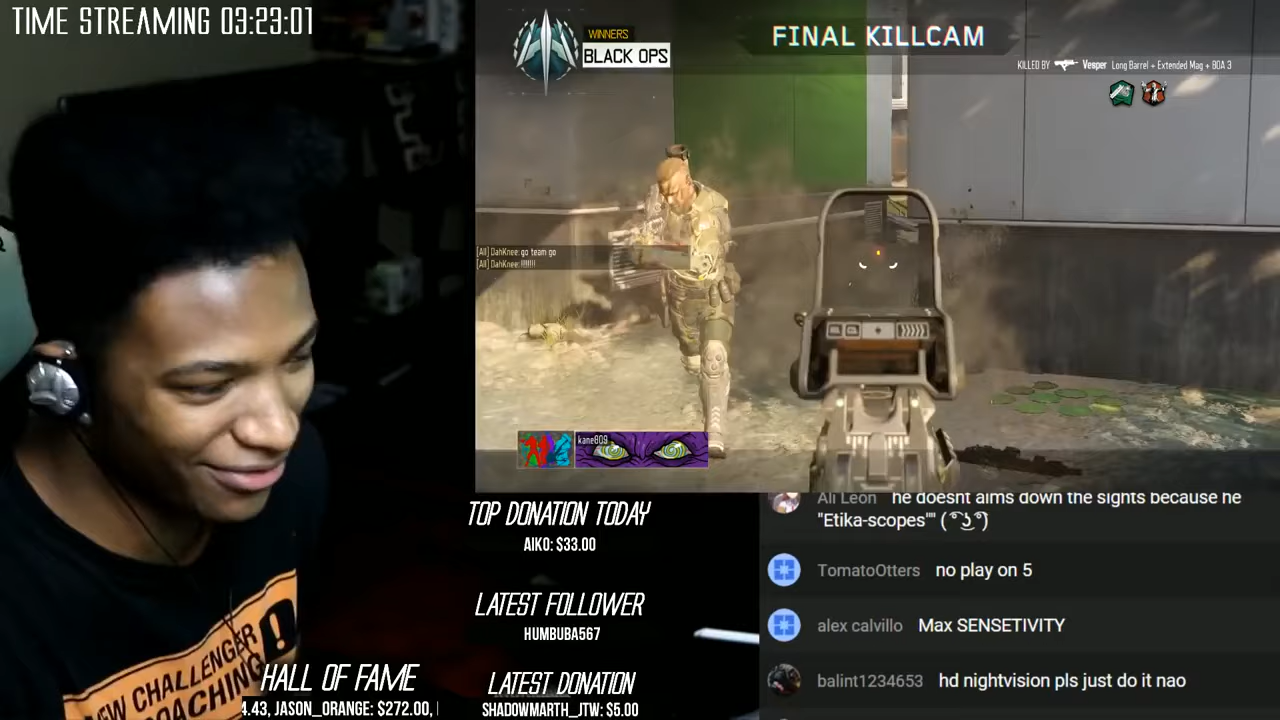 TIME STREAMING 03:23:01
WINNERS
BLACK OPS
FINAL KILLCAM
KILLED BY Vesper Long Barrel + Extended Mag + BOA 3
[All] DahKnee: go team go
[All] DahKnee: !!!!!!!!
kane809
TOP DONATION TODAY
AIKO: $33.00
LATEST FOLLOWER
HUMBUBA567
LATEST DONATION
SHADOWMARTH_JTW: $5.00
HALL OF FAME
4.43, JASON_ORANGE: $272.00,
CHALLENGER
Ali Leon he doesnt aims down the sights because he
"Etika-scopes"" ( ͡° ͜ʖ ͡°)
TomatoOtters no play on 5
alex calvillo Max SENSETIVITY
balint1234653 hd nightvision pls just do it nao